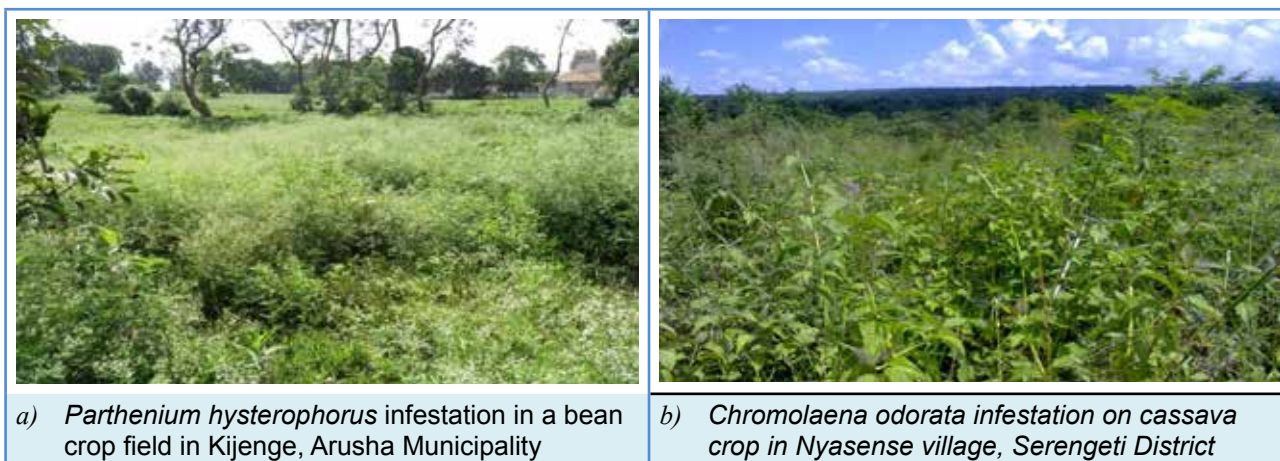 a) Parthenium hysterophorus infestation in a bean
crop field in Kijenge, Arusha Municipality
b) Chromolaena odorata infestation on cassava
crop in Nyasense village, Serengeti District